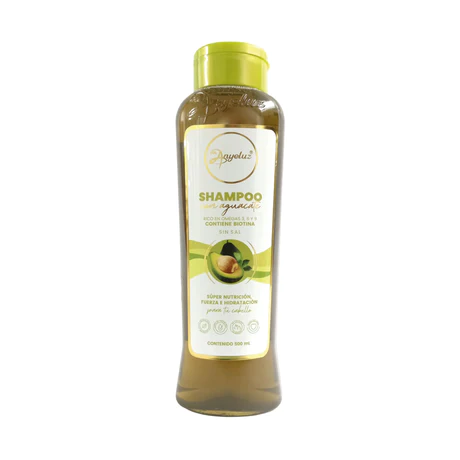 Anyeluz
SHAMPOO
con aguacate
RICO EN OMEGAS 3, 6 Y 9
CONTIENE BIOTINA
SIN SAL
SÚPER NUTRICIÓN,
FUERZA E HIDRATACIÓN
para tu cabello
CONTENIDO 500 ML